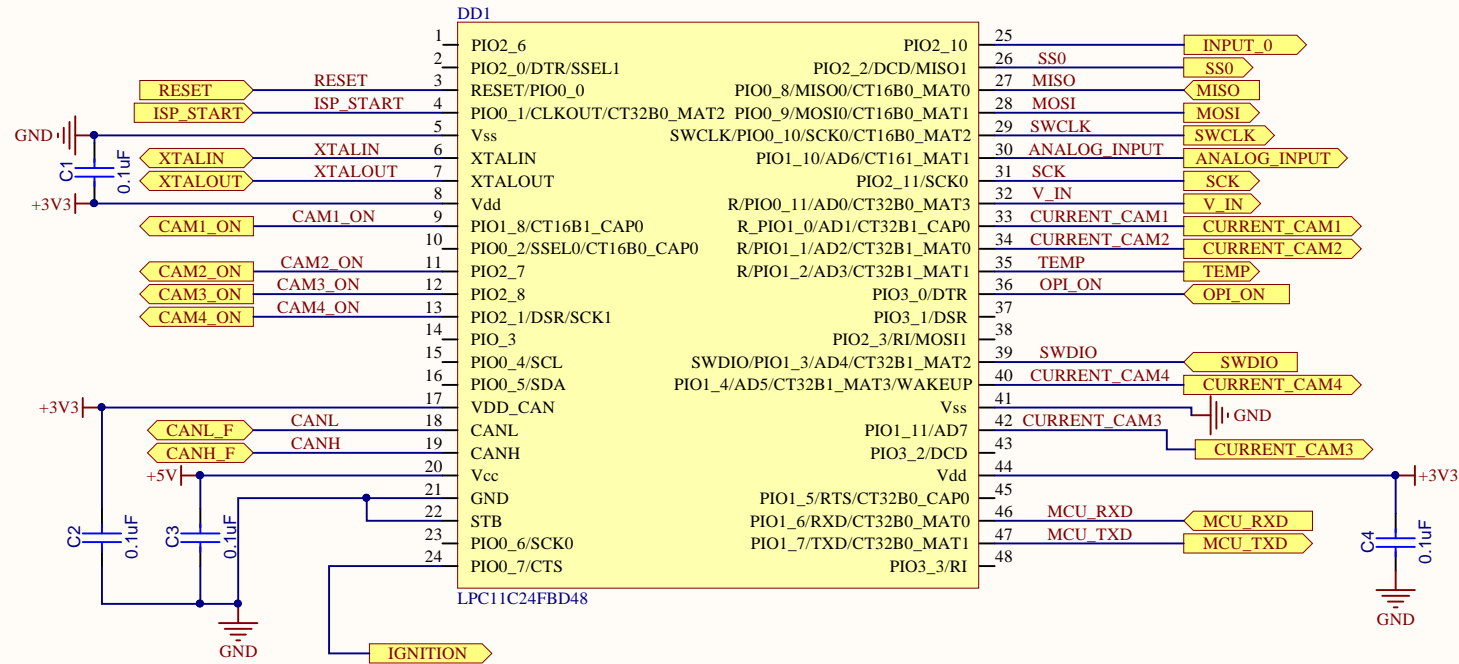 DD1
1 PIO2_6 PIO2_10 25 INPUT_0
2 PIO2_0/DTR/SSEL1 PIO2_2/DCD/MISO1 26 SS0 SS0
RESET RESET 3 RESET/PIO0_0 PIO0_8/MISO0/CT16B0_MAT0 27 MISO MISO
ISP_START ISP_START 4 PIO0_1/CLKOUT/CT32B0_MAT2 PIO0_9/MOSI0/CT16B0_MAT1 28 MOSI MOSI
GND 5 Vss SWCLK/PIO0_10/SCK0/CT16B0_MAT2 29 SWCLK SWCLK
XTALIN XTALIN 6 XTALIN PIO1_10/AD6/CT161_MAT1 30 ANALOG_INPUT ANALOG_INPUT
C1 0.1uF
XTALOUT XTALOUT 7 XTALOUT PIO2_11/SCK0 31 SCK SCK
+3V3 8 Vdd R/PIO0_11/AD0/CT32B0_MAT3 32 V_IN V_IN
CAM1_ON CAM1_ON 9 PIO1_8/CT16B1_CAP0 R_PIO1_0/AD1/CT32B1_CAP0 33 CURRENT_CAM1 CURRENT_CAM1
10 PIO0_2/SSEL0/CT16B0_CAP0 R/PIO1_1/AD2/CT32B1_MAT0 34 CURRENT_CAM2 CURRENT_CAM2
CAM2_ON CAM2_ON 11 PIO2_7 R/PIO1_2/AD3/CT32B1_MAT1 35 TEMP TEMP
CAM3_ON CAM3_ON 12 PIO2_8 PIO3_0/DTR 36 OPI_ON OPI_ON
CAM4_ON CAM4_ON 13 PIO2_1/DSR/SCK1 PIO3_1/DSR 37
14 PIO_3 PIO2_3/RI/MOSI1 38
15 PIO0_4/SCL SWDIO/PIO1_3/AD4/CT32B1_MAT2 39 SWDIO SWDIO
16 PIO0_5/SDA PIO1_4/AD5/CT32B1_MAT3/WAKEUP 40 CURRENT_CAM4 CURRENT_CAM4
+3V3 17 VDD_CAN Vss 41 GND
CANL_F CANL 18 CANL PIO1_11/AD7 42 CURRENT_CAM3
CANH_F CANH 19 CANH PIO3_2/DCD 43 CURRENT_CAM3
+5V 20 Vcc Vdd 44 +3V3
21 GND PIO1_5/RTS/CT32B0_CAP0 45
22 STB PIO1_6/RXD/CT32B0_MAT0 46 MCU_RXD MCU_RXD
C2 0.1uF C3 0.1uF 23 PIO0_6/SCK0 PIO1_7/TXD/CT32B0_MAT1 47 MCU_TXD MCU_TXD C4 0.1uF
24 PIO0_7/CTS PIO3_3/RI 48
LPC11C24FBD48
GND
GND
IGNITION